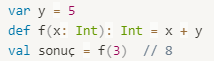 var y = 5
def f(x: Int): Int = x + y
val sonuç = f(3)  // 8